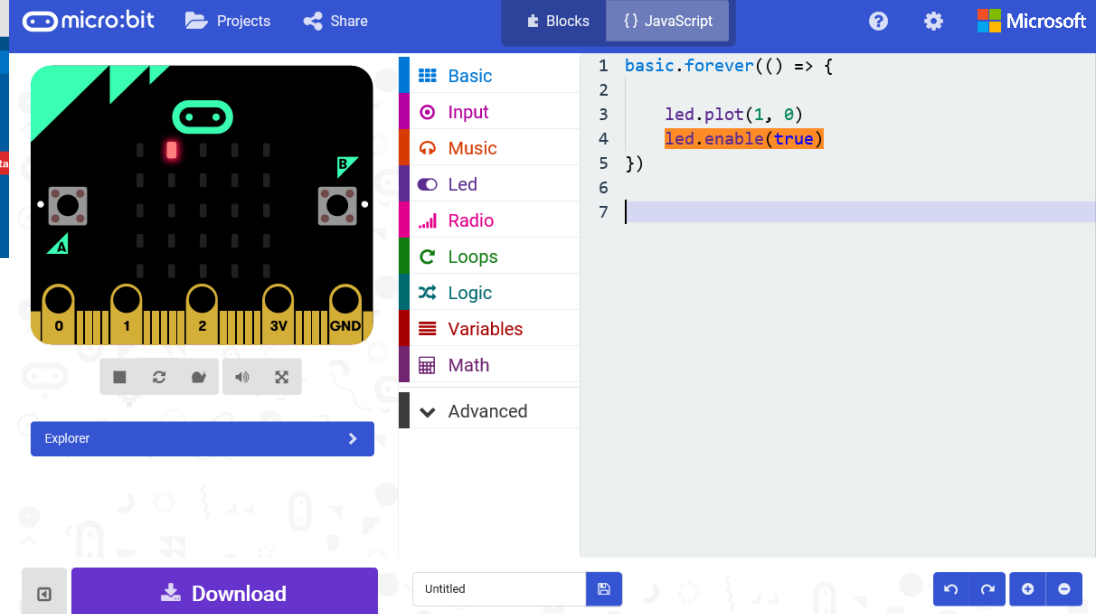 micro:bit
Projects
Share
Blocks
{ } JavaScript
?
Microsoft
ta
B
A
0 1 2 3V GND
Explorer
Download
Basic
Input
Music
Led
Radio
Loops
Logic
Variables
Math
Advanced
1 basic.forever(() => {
2
3 led.plot(1, 0)
4 led.enable(true)
5 })
6
7
Untitled